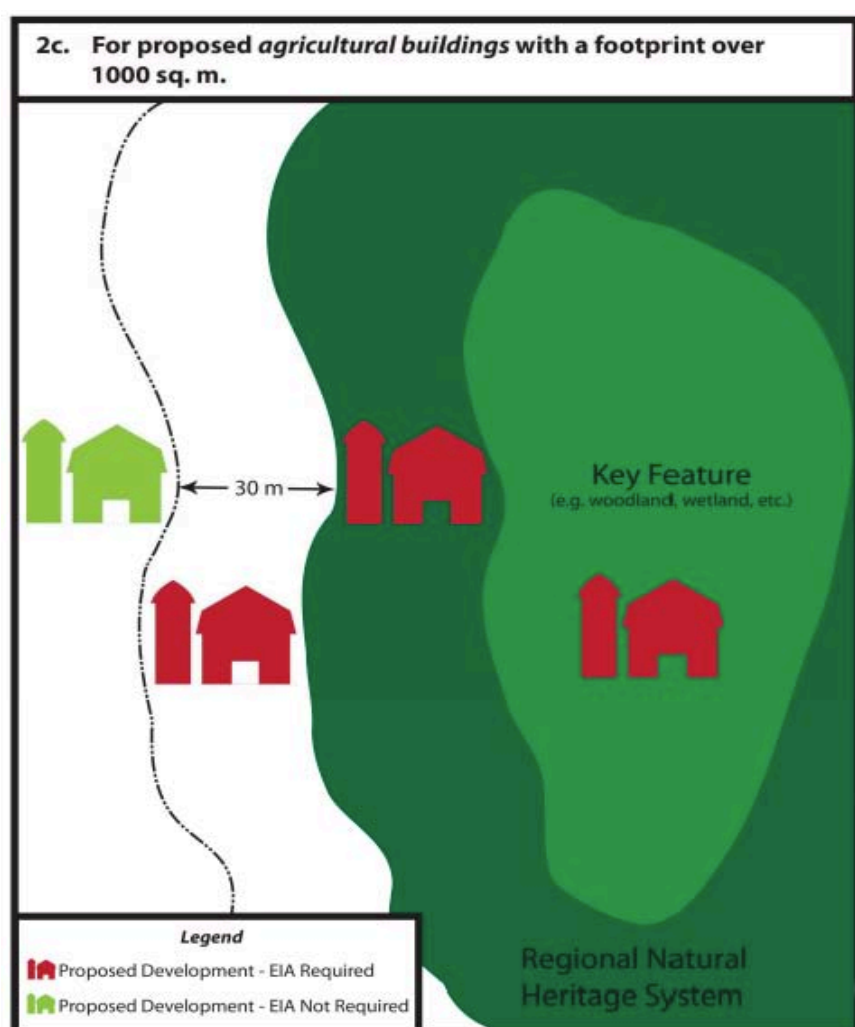 2c. For proposed agricultural buildings with a footprint over
1000 sq. m.
30 m
Key Feature
(e.g. woodland, wetland, etc.)
Legend
Proposed Development - EIA Required
Proposed Development - EIA Not Required
Regional Natural
Heritage System